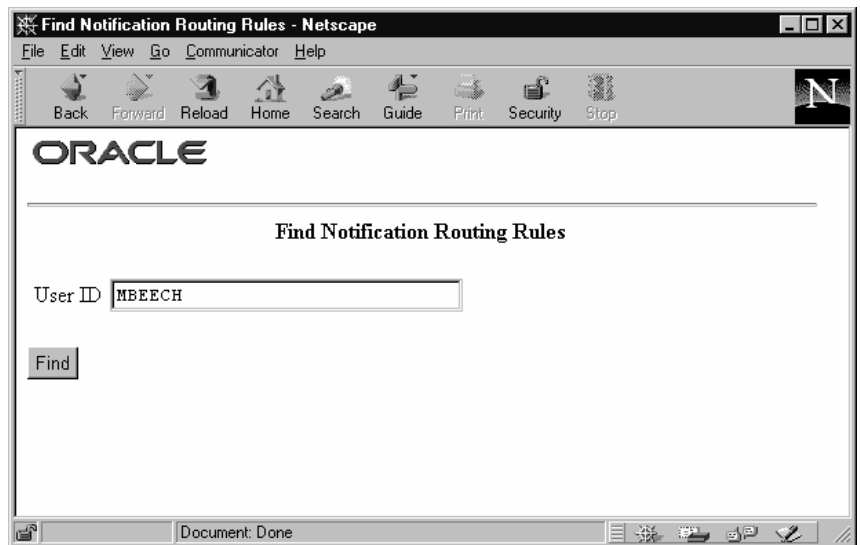 Find Notification Routing Rules - Netscape
File Edit View Go Communicator Help
Back Forward Reload Home Search Guide Print Security Stop
N
ORACLE
Find Notification Routing Rules
User ID MBEECH
Find
Document: Done